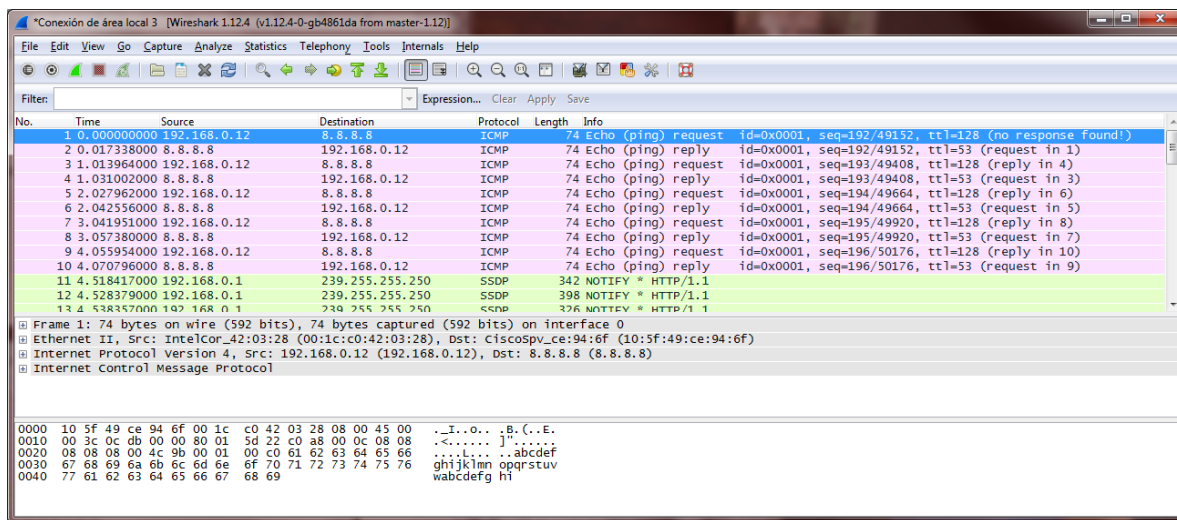 *Conexión de área local 3 [Wireshark 1.12.4 (v1.12.4-0-gb4861da from master-1.12)]
File Edit View Go Capture Analyze Statistics Telephony Tools Internals Help
Filter: Expression... Clear Apply Save
No. Time Source Destination Protocol Length Info
1 0.000000000 192.168.0.12 8.8.8.8 ICMP 74 Echo (ping) request id=0x0001, seq=192/49152, ttl=128 (no response found!)
2 0.017338000 8.8.8.8 192.168.0.12 ICMP 74 Echo (ping) reply id=0x0001, seq=192/49152, ttl=53 (request in 1)
3 1.013964000 192.168.0.12 8.8.8.8 ICMP 74 Echo (ping) request id=0x0001, seq=193/49408, ttl=128 (reply in 4)
4 1.031002000 8.8.8.8 192.168.0.12 ICMP 74 Echo (ping) reply id=0x0001, seq=193/49408, ttl=53 (request in 3)
5 2.027962000 192.168.0.12 8.8.8.8 ICMP 74 Echo (ping) request id=0x0001, seq=194/49664, ttl=128 (reply in 6)
6 2.042556000 8.8.8.8 192.168.0.12 ICMP 74 Echo (ping) reply id=0x0001, seq=194/49664, ttl=53 (request in 5)
7 3.041951000 192.168.0.12 8.8.8.8 ICMP 74 Echo (ping) request id=0x0001, seq=195/49920, ttl=128 (reply in 8)
8 3.057380000 8.8.8.8 192.168.0.12 ICMP 74 Echo (ping) reply id=0x0001, seq=195/49920, ttl=53 (request in 7)
9 4.055954000 192.168.0.12 8.8.8.8 ICMP 74 Echo (ping) request id=0x0001, seq=196/50176, ttl=128 (reply in 10)
10 4.070796000 8.8.8.8 192.168.0.12 ICMP 74 Echo (ping) reply id=0x0001, seq=196/50176, ttl=53 (request in 9)
11 4.518417000 192.168.0.1 239.255.255.250 SSDP 342 NOTIFY * HTTP/1.1
12 4.528379000 192.168.0.1 239.255.255.250 SSDP 398 NOTIFY * HTTP/1.1
13 4.538357000 192.168.0.1 239.255.255.250 SSDP 326 NOTIFY * HTTP/1.1
Frame 1: 74 bytes on wire (592 bits), 74 bytes captured (592 bits) on interface 0
Ethernet II, Src: IntelCor_42:03:28 (00:1c:c0:42:03:28), Dst: CiscoSpv_ce:94:6f (10:5f:49:ce:94:6f)
Internet Protocol Version 4, Src: 192.168.0.12 (192.168.0.12), Dst: 8.8.8.8 (8.8.8.8)
Internet Control Message Protocol
0000 10 5f 49 ce 94 6f 00 1c c0 42 03 28 08 00 45 00 ._I..o.. .B.(..E.
0010 00 3c 0c db 00 00 80 01 5d 22 c0 a8 00 0c 08 08 .<...... ]"......
0020 08 08 08 00 4c 9b 00 01 00 c0 61 62 63 64 65 66 ....L... ..abcdef
0030 67 68 69 6a 6b 6c 6d 6e 6f 70 71 72 73 74 75 76 ghijklmn opqrstuv
0040 77 61 62 63 64 65 66 67 68 69 wabcdefg hi